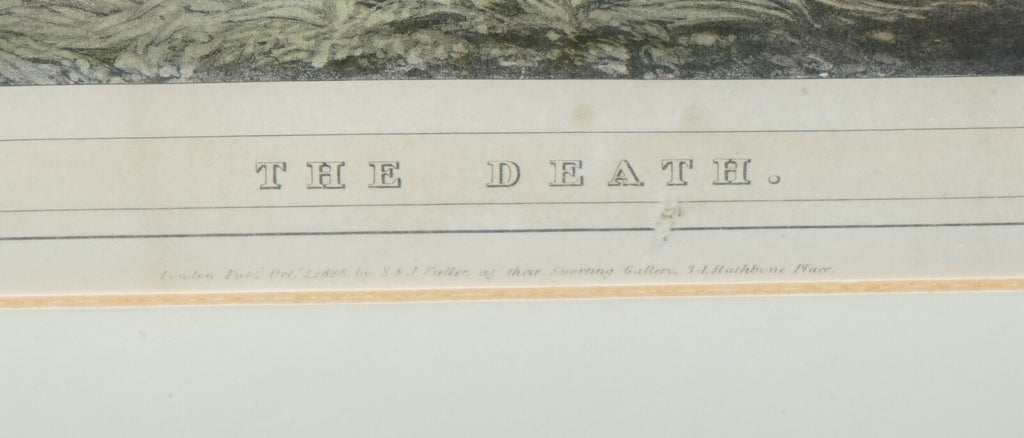 THE DEATH.
London Pub.d Oct.r 1.1828, by S & J Fuller, at their Sporting Gallery, 34, Rathbone Place.